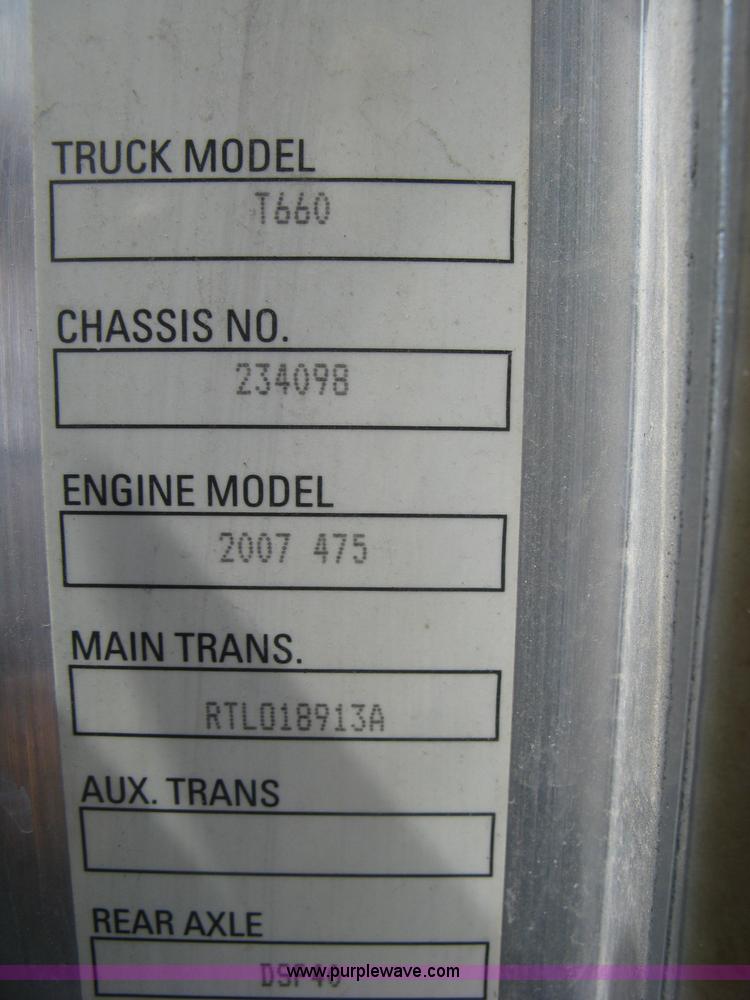 TRUCK MODEL
T660
CHASSIS NO.
234098
ENGINE MODEL
2007 475
MAIN TRANS.
RTLO18913A
AUX. TRANS
REAR AXLE
www.purplewave.com